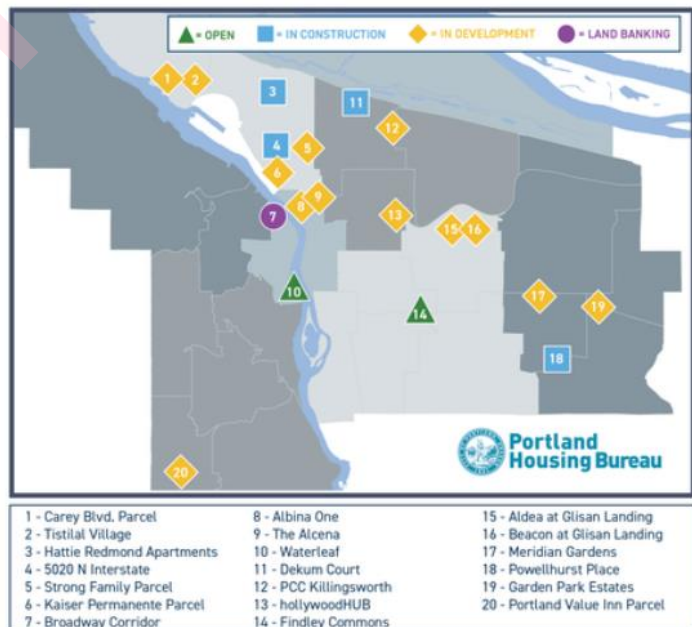 = OPEN
= IN CONSTRUCTION
= IN DEVELOPMENT
= LAND BANKING
1
2
3
11
4
5
12
6
7
8
9
13
15
16
10
14
17
19
18
20
Portland
Housing Bureau
1 - Carey Blvd. Parcel
2 - Tistilal Village
3 - Hattie Redmond Apartments
4 - 5020 N Interstate
5 - Strong Family Parcel
6 - Kaiser Permanente Parcel
7 - Broadway Corridor
8 - Albina One
9 - The Alcena
10 - Waterleaf
11 - Dekum Court
12 - PCC Killingsworth
13 - hollywoodHUB
14 - Findley Commons
15 - Aldea at Glisan Landing
16 - Beacon at Glisan Landing
17 - Meridian Gardens
18 - Powellhurst Place
19 - Garden Park Estates
20 - Portland Value Inn Parcel